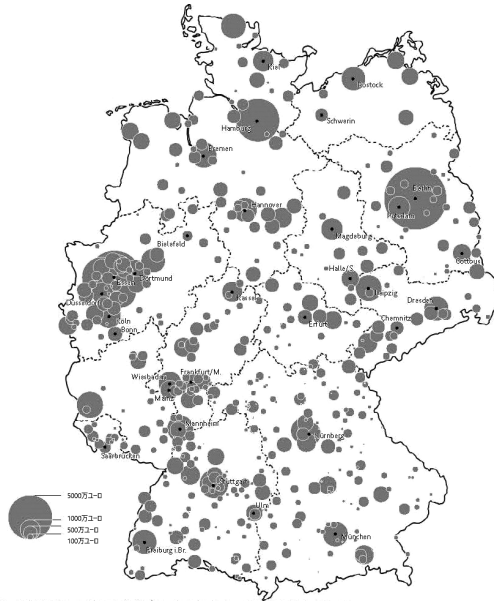 Kiel
Rostock
Hamburg
Schwerin
Bremen
Hannover
Berlin
Potsdam
Magdeburg
Bielefeld
Cottbus
Essen
Dortmund
Halle/S.
Leipzig
Düsseldorf
Kassel
Dresden
Köln
Erfurt
Chemnitz
Bonn
Wiesbaden
Frankfurt/M.
Mainz
Mannheim
Nürnberg
Saarbrücken
Stuttgart
Ulm
München
Freiburg i.Br.
5000万ユーロ
1000万ユーロ
500万ユーロ
100万ユーロ